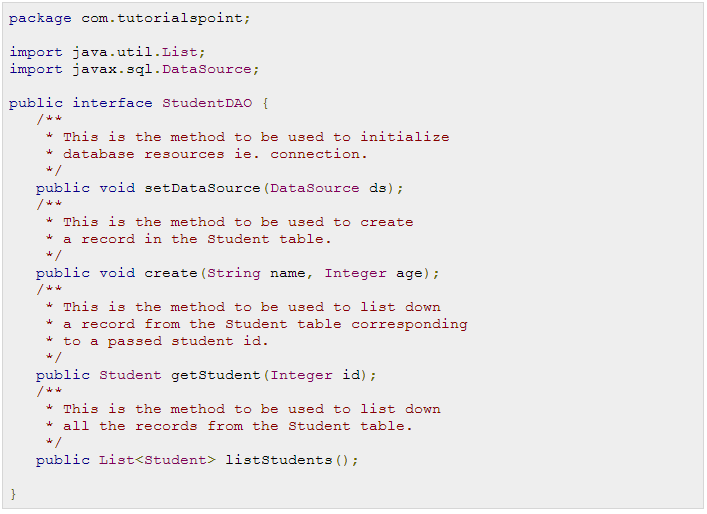 package com.tutorialspoint;
import java.util.List;
import javax.sql.DataSource;
public interface StudentDAO {
/**
* This is the method to be used to initialize
* database resources ie. connection.
*/
public void setDataSource(DataSource ds);
/**
* This is the method to be used to create
* a record in the Student table.
*/
public void create(String name, Integer age);
/**
* This is the method to be used to list down
* a record from the Student table corresponding
* to a passed student id.
*/
public Student getStudent(Integer id);
/**
* This is the method to be used to list down
* all the records from the Student table.
*/
public List<Student> listStudents();
}